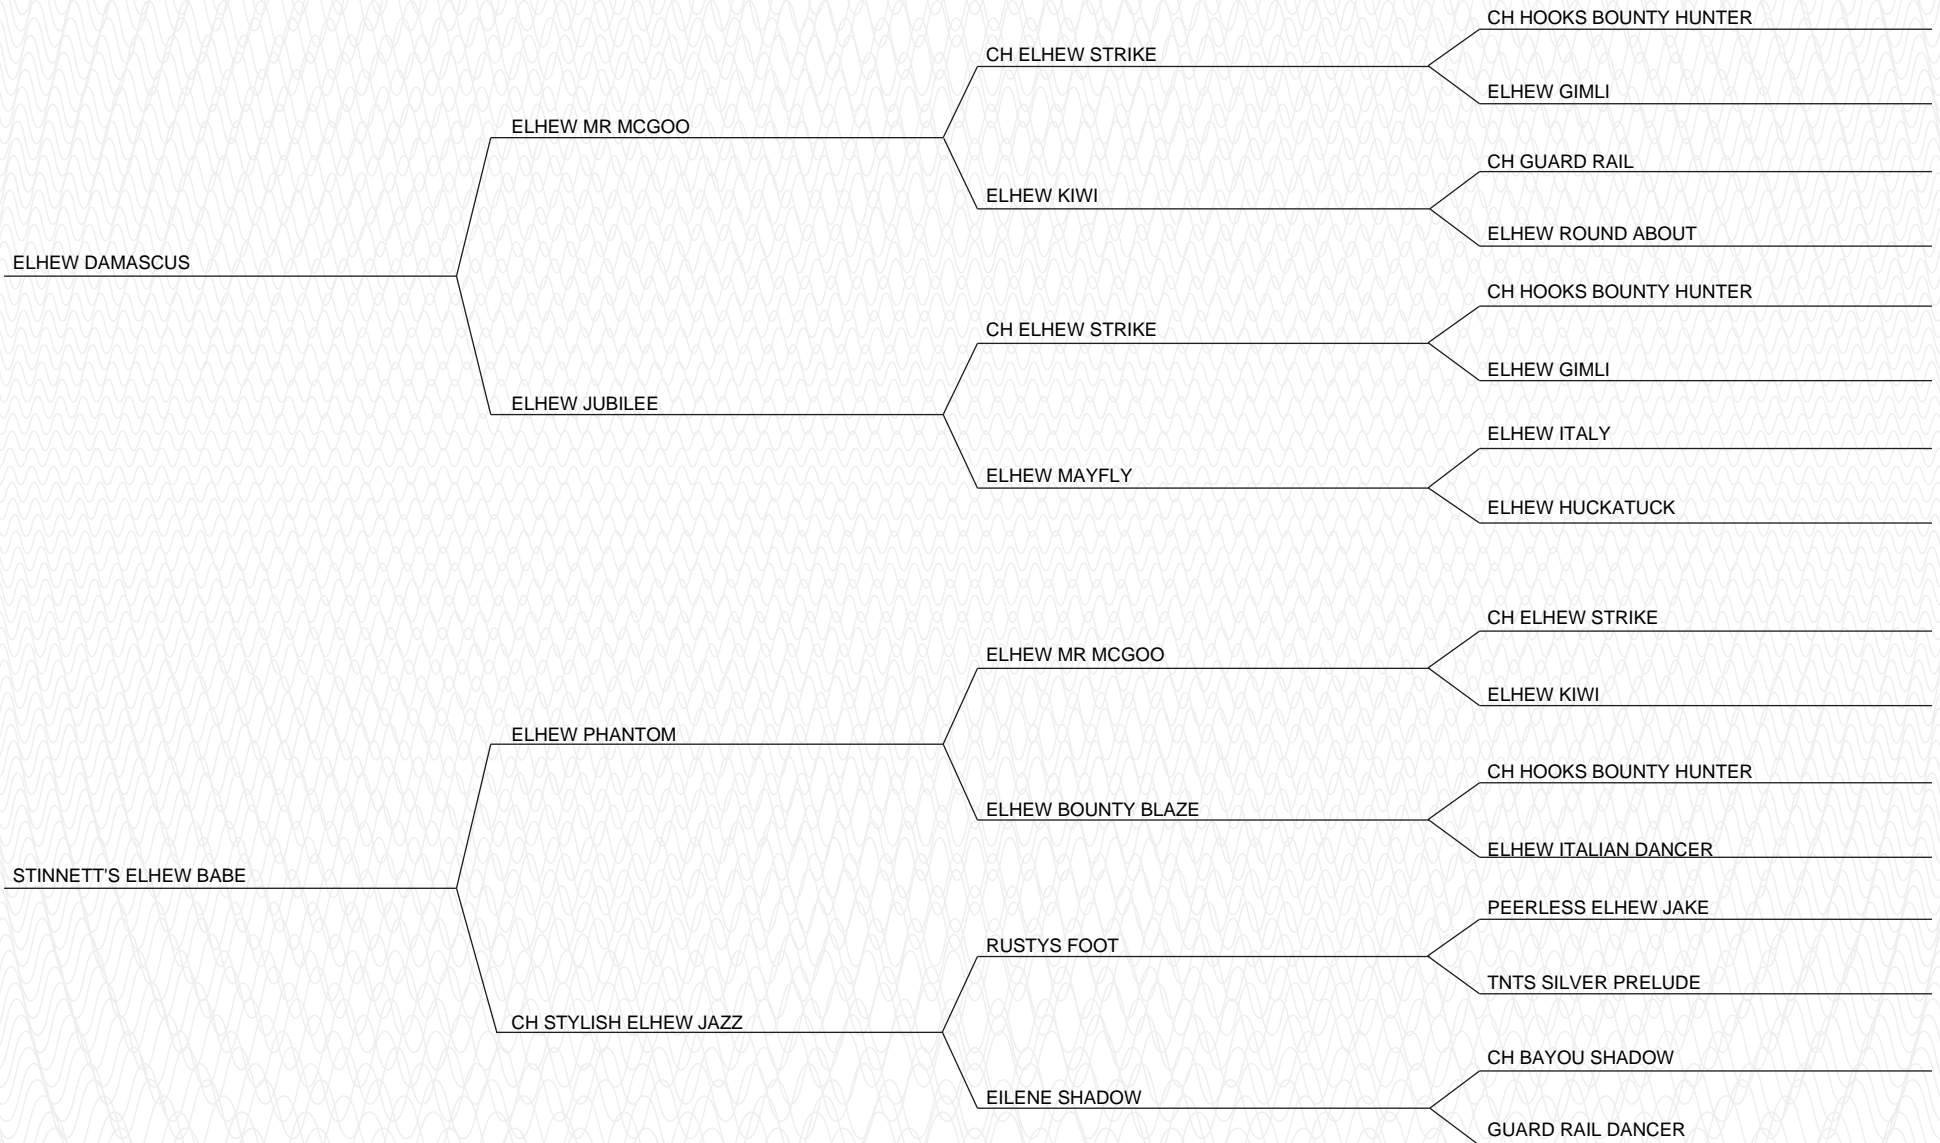 CH HOOKS BOUNTY HUNTER
CH ELHEW STRIKE
ELHEW GIMLI
ELHEW MR MCGOO
CH GUARD RAIL
ELHEW KIWI
ELHEW ROUND ABOUT
ELHEW DAMASCUS
CH HOOKS BOUNTY HUNTER
CH ELHEW STRIKE
ELHEW GIMLI
ELHEW JUBILEE
ELHEW ITALY
ELHEW MAYFLY
ELHEW HUCKATUCK
CH ELHEW STRIKE
ELHEW MR MCGOO
ELHEW KIWI
ELHEW PHANTOM
CH HOOKS BOUNTY HUNTER
ELHEW BOUNTY BLAZE
ELHEW ITALIAN DANCER
STINNETT'S ELHEW BABE
PEERLESS ELHEW JAKE
RUSTYS FOOT
TNTS SILVER PRELUDE
CH STYLISH ELHEW JAZZ
CH BAYOU SHADOW
EILENE SHADOW
GUARD RAIL DANCER